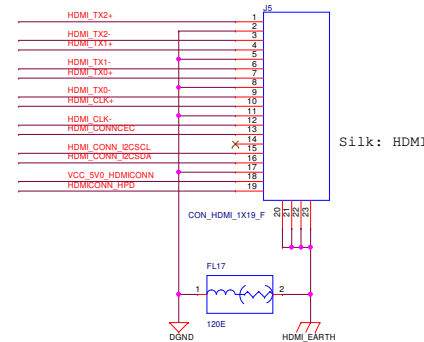 J5
HDMI_TX2+ 1
2
HDMI_TX2- 3
HDMI_TX1+ 4
5
HDMI_TX1- 6
HDMI_TX0+ 7
8
HDMI_TX0- 9
HDMI_CLK+ 10
11
HDMI_CLK- 12
HDMI_CONNCEC 13
14
HDMI_CONN_I2CSCL 15
HDMI_CONN_I2CSDA 16
17
VCC_5V0_HDMICONN 18
HDMICONN_HPD 19
Silk: HDMI
20 21 22 23
CON_HDMI_1X19_F
FL17
1 2
120E
DGND HDMI_EARTH